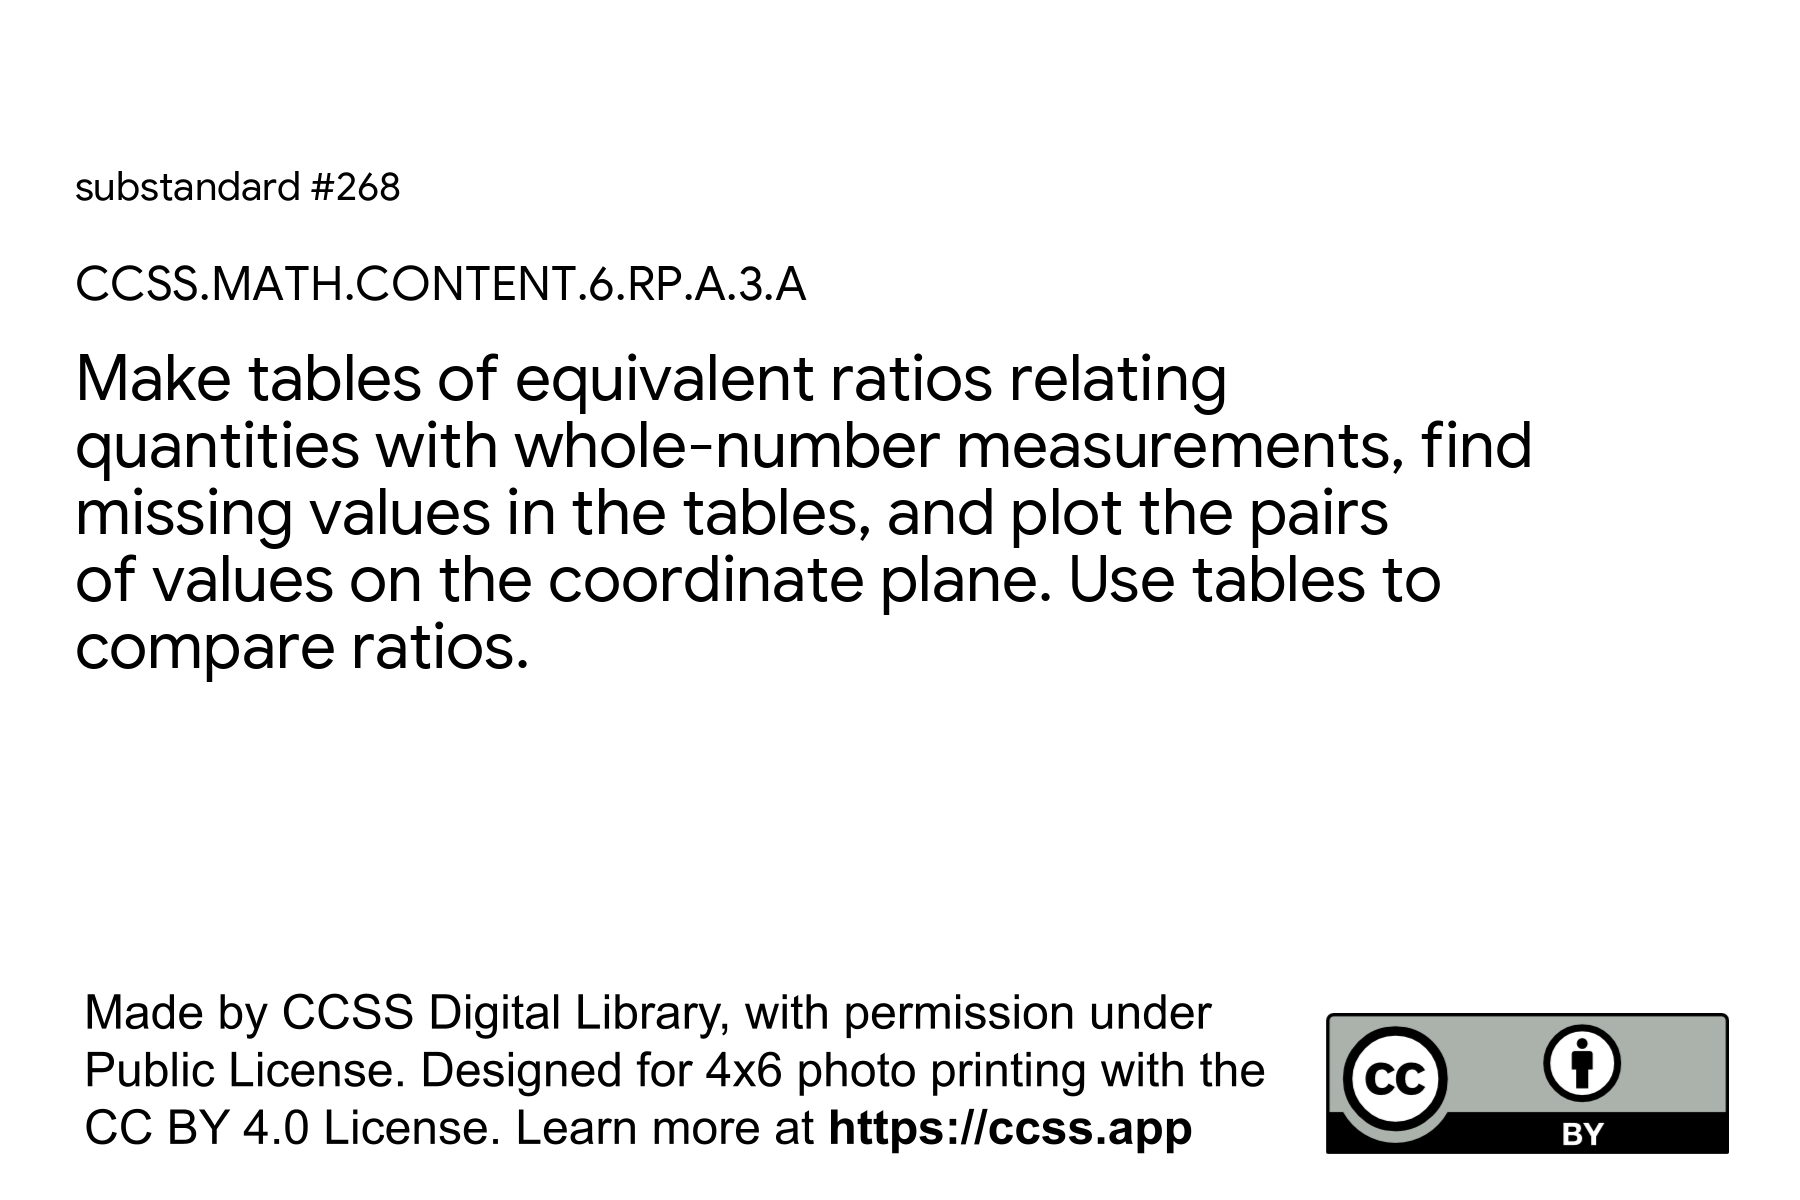 substandard #268
CCSS.MATH.CONTENT.6.RP.A.3.A
Make tables of equivalent ratios relating
quantities with whole-number measurements, find
missing values in the tables, and plot the pairs
of values on the coordinate plane. Use tables to
compare ratios.
Made by CCSS Digital Library, with permission under
Public License. Designed for 4x6 photo printing with the
CC BY 4.0 License. Learn more at https://ccss.app
CC
BY